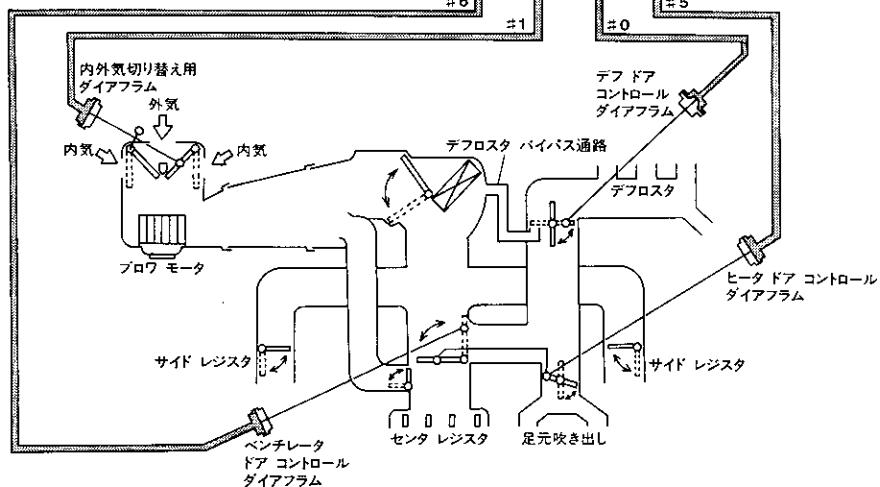 #6
#1
#0
#5
内外気切り替え用
ダイアフラム
外気
内気
内気
デフ ドア
コントロール
ダイアフラム
デフロスタ バイパス通路
デフロスタ
ブロワ モータ
ヒータ ドア コントロール
ダイアフラム
サイド レジスタ
サイド レジスタ
センタ レジスタ
足元吹き出し
ベンチレータ
ドア コントロール
ダイアフラム